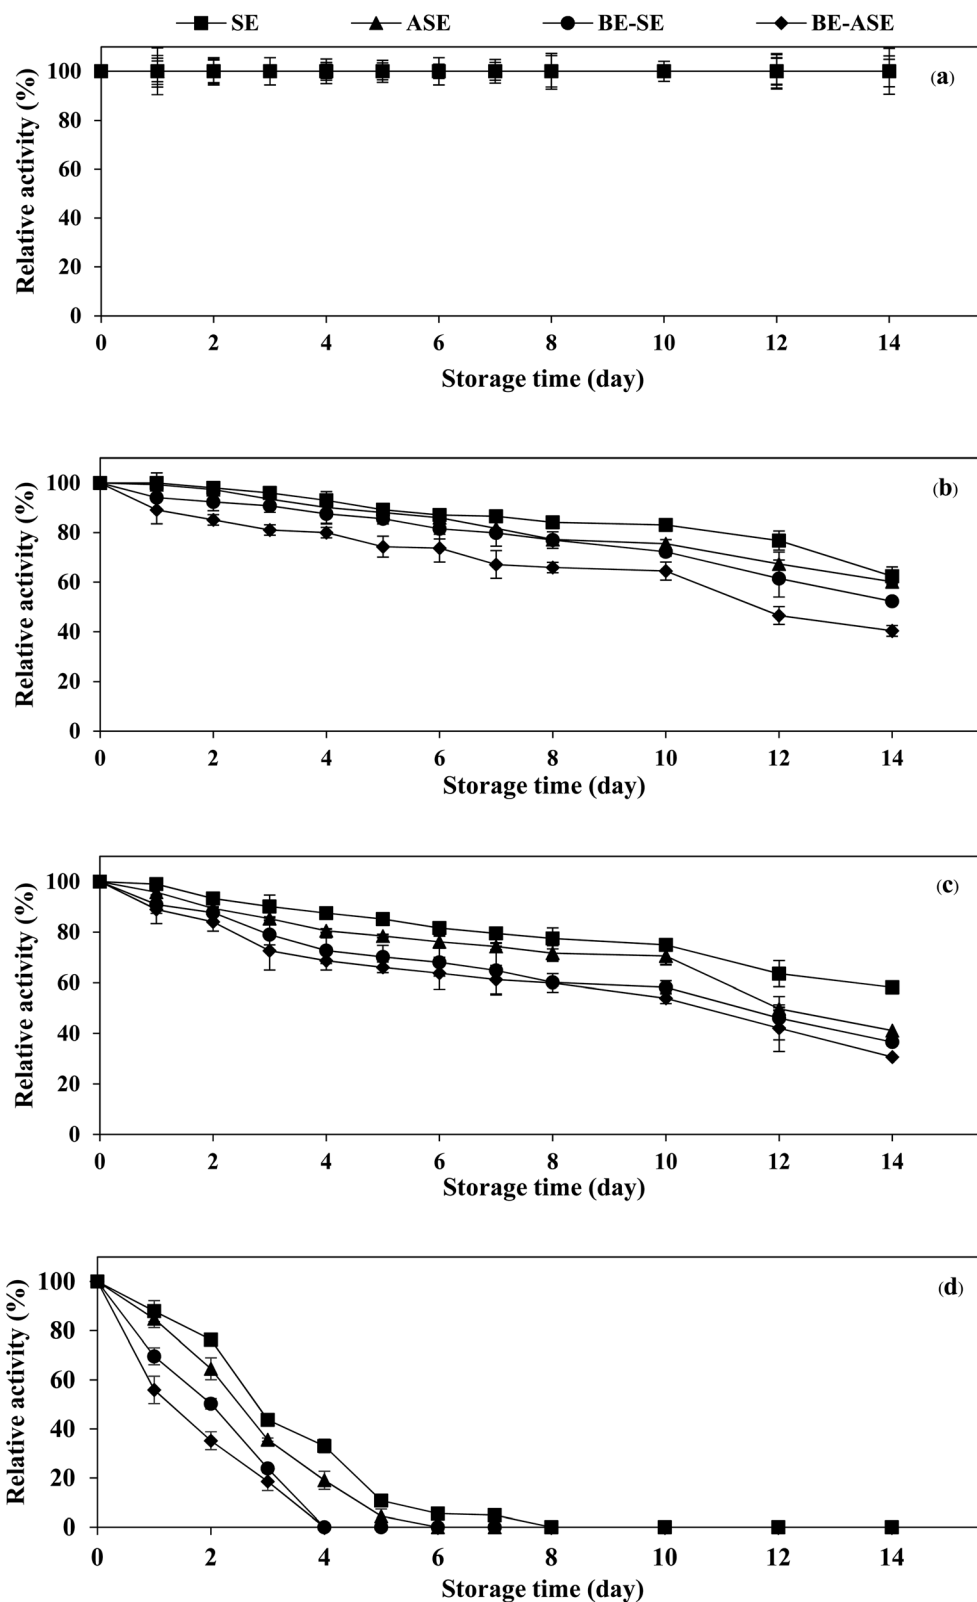 SE ASE BE-SE BE-ASE
(a)
Relative activity (%)
100
80
60
40
20
0
0 2 4 6 8 10 12 14
Storage time (day)
(b)
Relative activity (%)
100
80
60
40
20
0
0 2 4 6 8 10 12 14
Storage time (day)
(c)
Relative activity (%)
100
80
60
40
20
0
0 2 4 6 8 10 12 14
Storage time (day)
(d)
Relative activity (%)
100
80
60
40
20
0
0 2 4 6 8 10 12 14
Storage time (day)